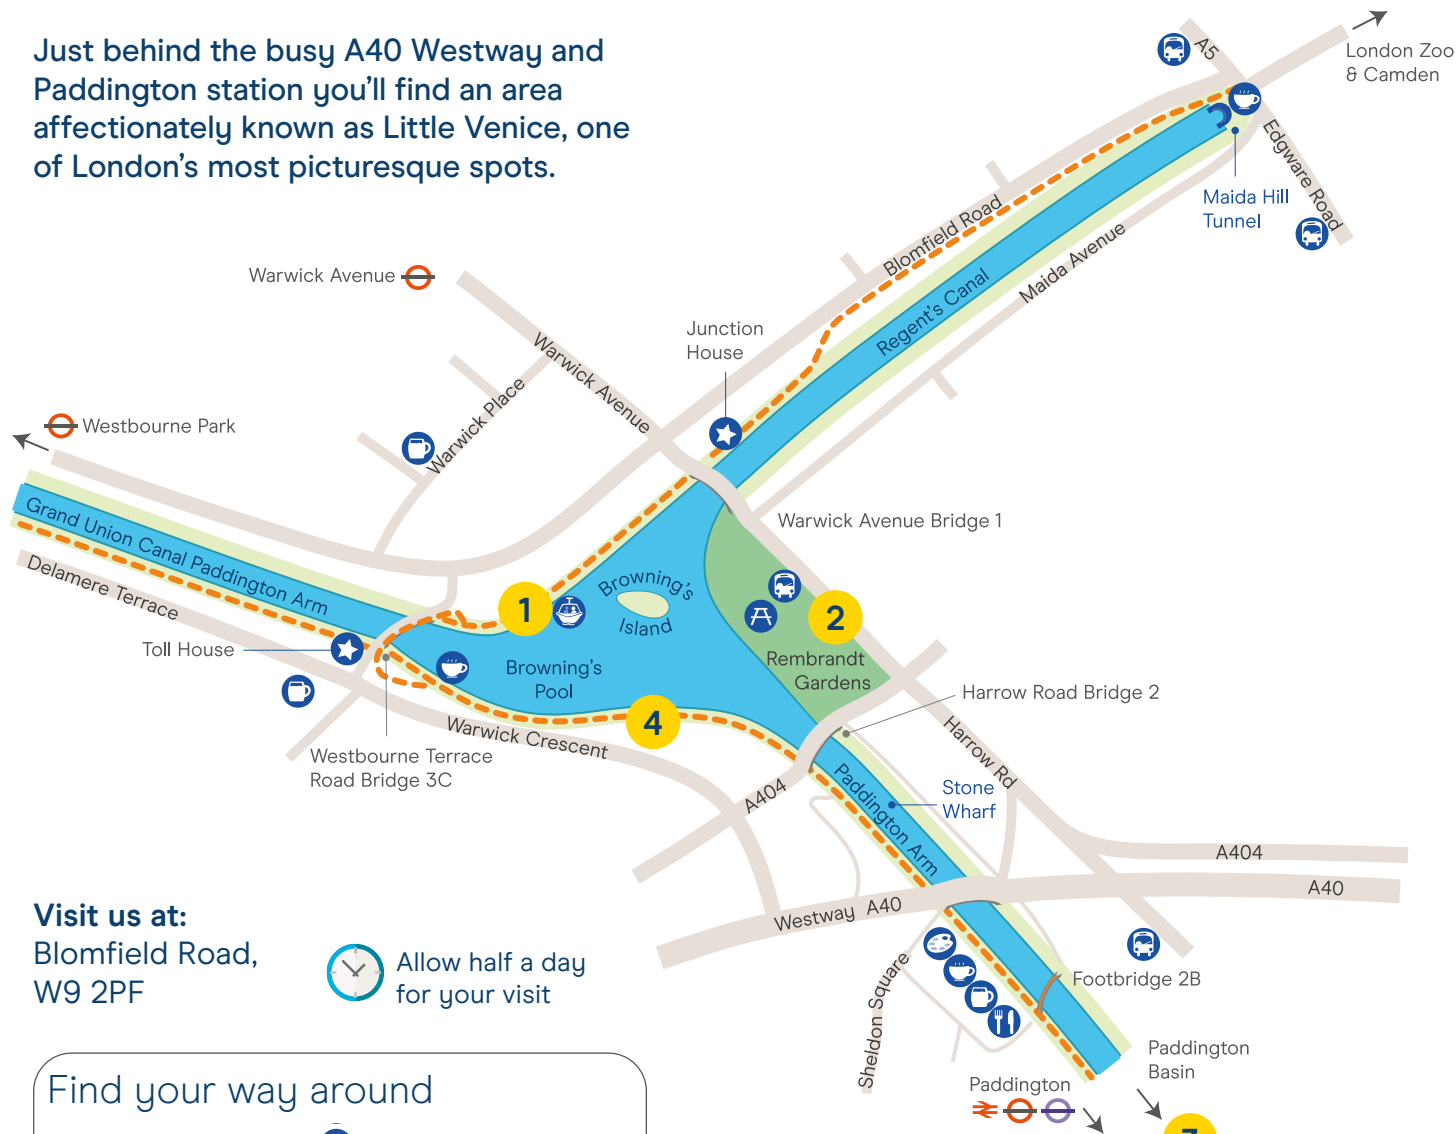 Just behind the busy A40 Westway and
Paddington station you'll find an area
affectionately known as Little Venice, one
of London's most picturesque spots.
A5
London Zoo
& Camden
Edgware Road
Maida Hill
Tunnel
Blomfield Road
Maida Avenue
Regent's Canal
Warwick Avenue
Junction
House
Warwick Avenue
Warwick Place
Westbourne Park
Grand Union Canal Paddington Arm
Warwick Avenue Bridge 1
Delamere Terrace
Browning's
Island
1
2
Toll House
Browning's
Pool
Rembrandt
Gardens
Harrow Road Bridge 2
4
Warwick Crescent
Harrow Rd
Westbourne Terrace
Road Bridge 3C
A404
Paddington Arm
Stone
Wharf
A404
A40
Westway A40
Visit us at:
Blomfield Road,
W9 2PF
Allow half a day
for your visit
Sheldon Square
Footbridge 2B
Paddington
Basin
Paddington
Find your way around